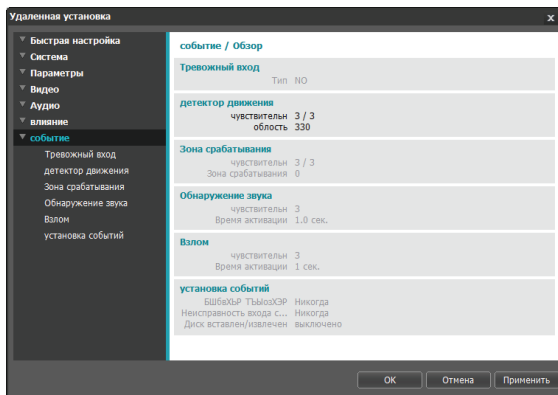 Удаленная установка
x
Быстрая настройка
Система
Параметры
Видео
Аудио
влияние
событие
Тревожный вход
детектор движения
Зона срабатывания
Обнаружение звука
Взлом
установка событий
событие / Обзор
Тревожный вход
Тип NO
детектор движения
чувствительн 3 / 3
облость 330
Зона срабатывания
чувствительн 3 / 3
Зона срабатывания 0
Обнаружение звука
чувствительн 3
Время активации 1.0 сек.
Взлом
чувствительн 3
Время активации 1 сек.
установка событий
Никогда
Неисправность входа с... Никогда
Диск вставлен/извлечен выключено
OK Отмена Применить